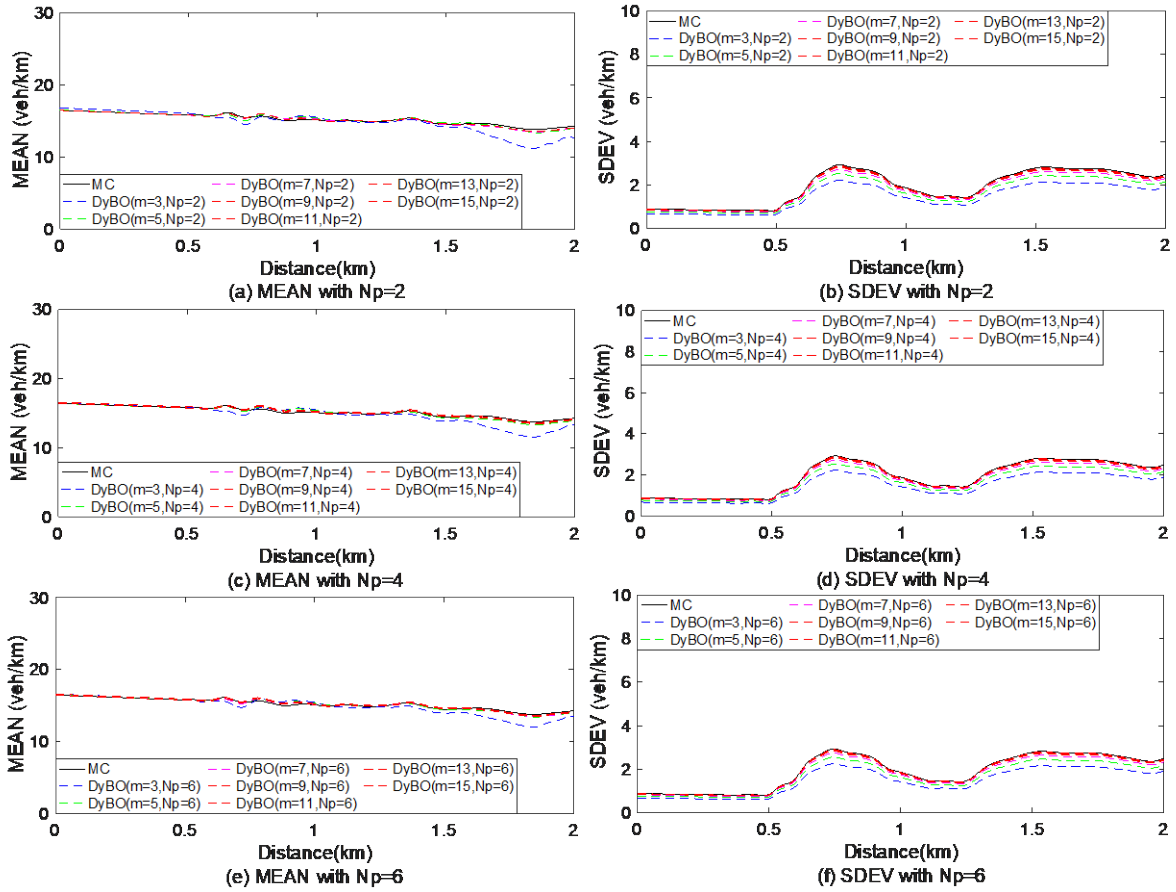 30
20
10
0
MEAN (veh/km)
MC DyBO(m=7,Np=2) DyBO(m=13,Np=2)
DyBO(m=3,Np=2) DyBO(m=9,Np=2) DyBO(m=15,Np=2)
DyBO(m=5,Np=2) DyBO(m=11,Np=2)
0 0.5 1 1.5 2
Distance(km)
(a) MEAN with Np=2
10
8
6
4
2
0
SDEV (veh/km)
MC DyBO(m=7,Np=2) DyBO(m=13,Np=2)
DyBO(m=3,Np=2) DyBO(m=9,Np=2) DyBO(m=15,Np=2)
DyBO(m=5,Np=2) DyBO(m=11,Np=2)
0 0.5 1 1.5 2
Distance(km)
(b) SDEV with Np=2
30
20
10
0
MEAN (veh/km)
MC DyBO(m=7,Np=4) DyBO(m=13,Np=4)
DyBO(m=3,Np=4) DyBO(m=9,Np=4) DyBO(m=15,Np=4)
DyBO(m=5,Np=4) DyBO(m=11,Np=4)
0 0.5 1 1.5 2
Distance(km)
(c) MEAN with Np=4
10
8
6
4
2
0
SDEV (veh/km)
MC DyBO(m=7,Np=4) DyBO(m=13,Np=4)
DyBO(m=3,Np=4) DyBO(m=9,Np=4) DyBO(m=15,Np=4)
DyBO(m=5,Np=4) DyBO(m=11,Np=4)
0 0.5 1 1.5 2
Distance(km)
(d) SDEV with Np=4
30
20
10
0
MEAN (veh/km)
MC DyBO(m=7,Np=6) DyBO(m=13,Np=6)
DyBO(m=3,Np=6) DyBO(m=9,Np=6) DyBO(m=15,Np=6)
DyBO(m=5,Np=6) DyBO(m=11,Np=6)
0 0.5 1 1.5 2
Distance(km)
(e) MEAN with Np=6
10
8
6
4
2
0
SDEV (veh/km)
MC DyBO(m=7,Np=6) DyBO(m=13,Np=6)
DyBO(m=3,Np=6) DyBO(m=9,Np=6) DyBO(m=15,Np=6)
DyBO(m=5,Np=6) DyBO(m=11,Np=6)
0 0.5 1 1.5 2
Distance(km)
(f) SDEV with Np=6